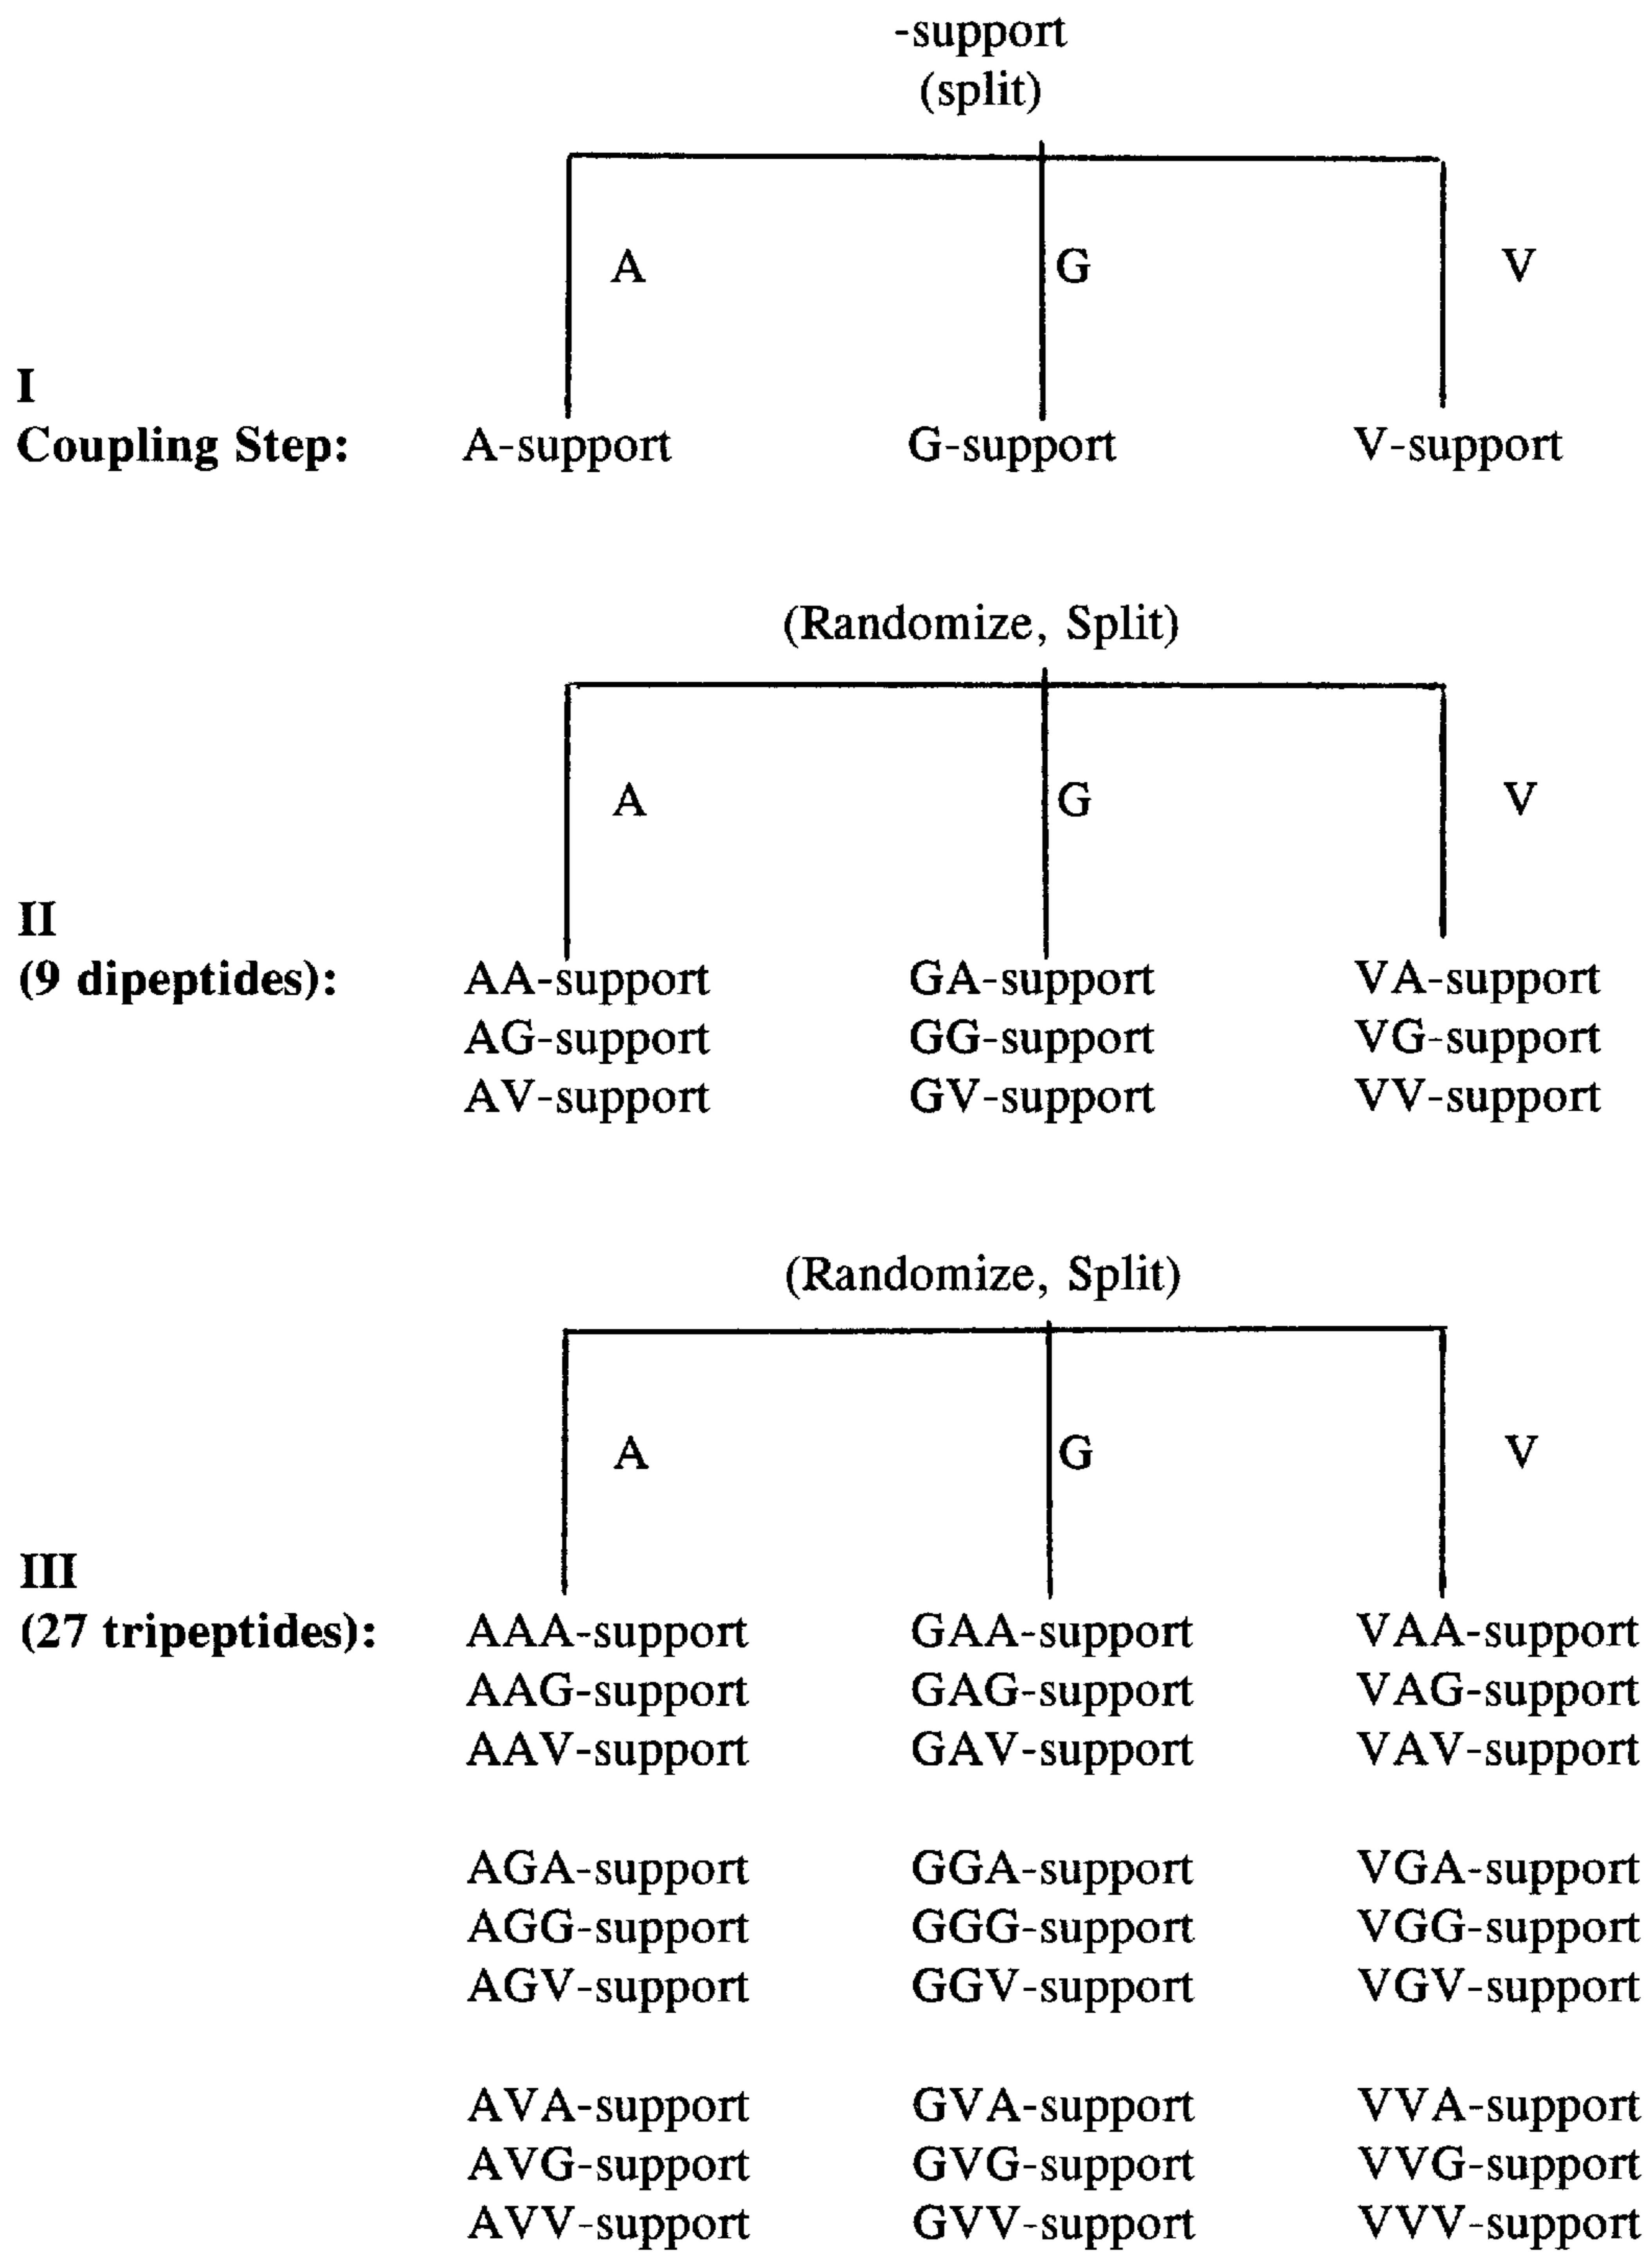 -support
(split)
A G V
I
Coupling Step: A-support G-support V-support
(Randomize, Split)
A G V
II
(9 dipeptides): AA-support GA-support VA-support
AG-support GG-support VG-support
AV-support GV-support VV-support
(Randomize, Split)
A G V
III
(27 tripeptides): AAA-support GAA-support VAA-support
AAG-support GAG-support VAG-support
AAV-support GAV-support VAV-support
AGA-support GGA-support VGA-support
AGG-support GGG-support VGG-support
AGV-support GGV-support VGV-support
AVA-support GVA-support VVA-support
AVG-support GVG-support VVG-support
AVV-support GVV-support VVV-support